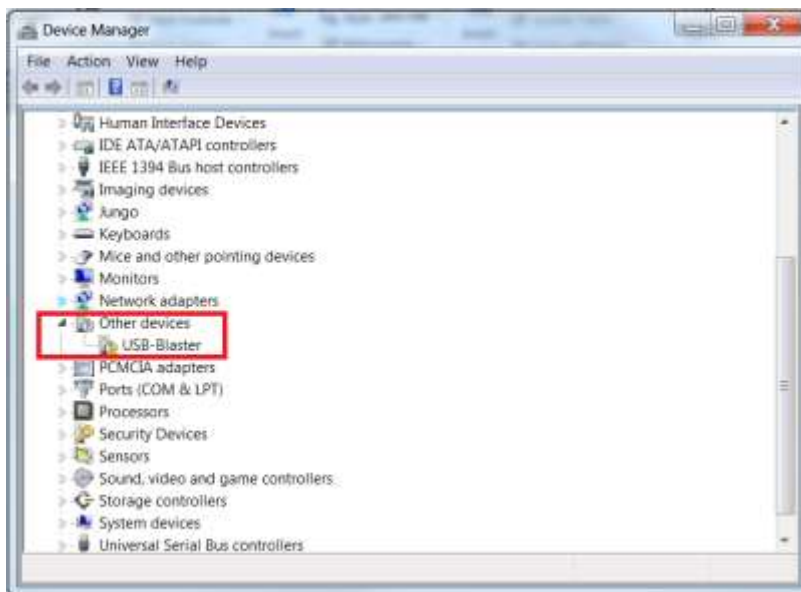 Device Manager
File Action View Help
Human Interface Devices
IDE ATA/ATAPI controllers
IEEE 1394 Bus host controllers
Imaging devices
Jungo
Keyboards
Mice and other pointing devices
Monitors
Network adapters
Other devices
USB-Blaster
PCMCIA adapters
Ports (COM & LPT)
Processors
Security Devices
Sensors
Sound, video and game controllers
Storage controllers
System devices
Universal Serial Bus controllers